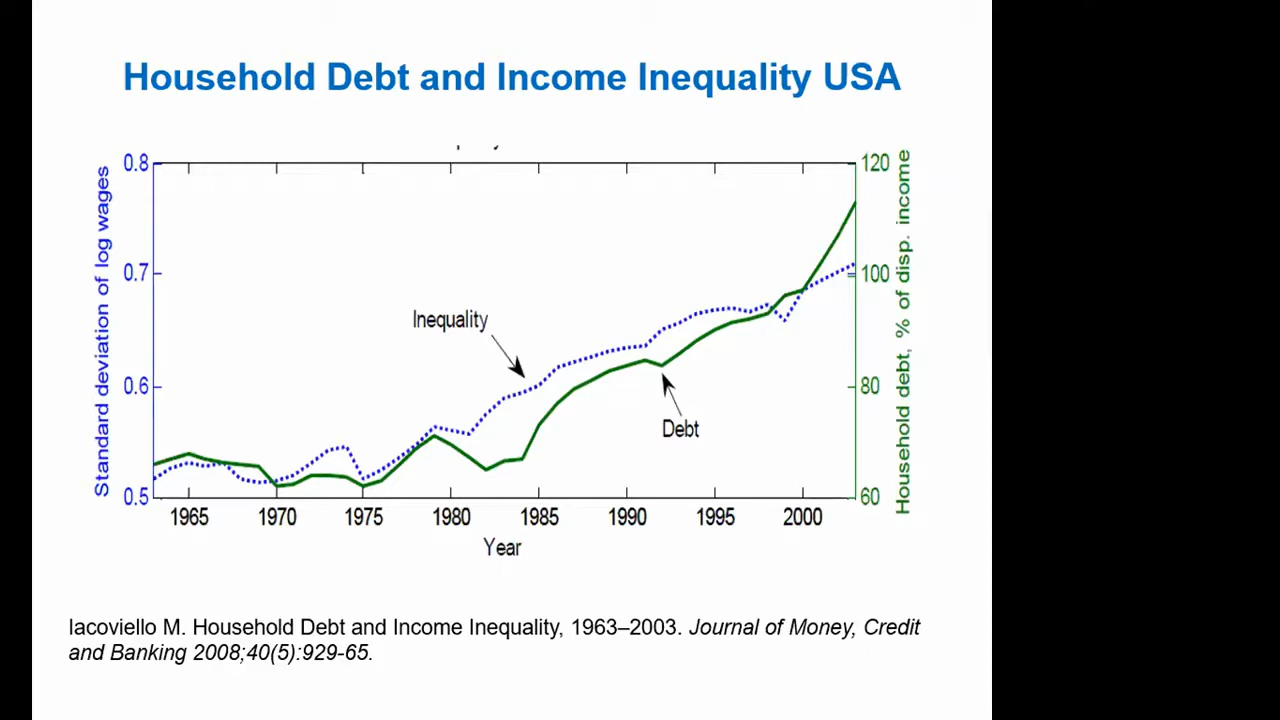 Household Debt and Income Inequality USA
Standard deviation of log wages
0.8
0.7
0.6
0.5
120
100
80
60
Household debt, % of disp. income
Inequality
Debt
1965 1970 1975 1980 1985 1990 1995 2000
Year
Iacoviello M. Household Debt and Income Inequality, 1963–2003. Journal of Money, Credit
and Banking 2008;40(5):929-65.